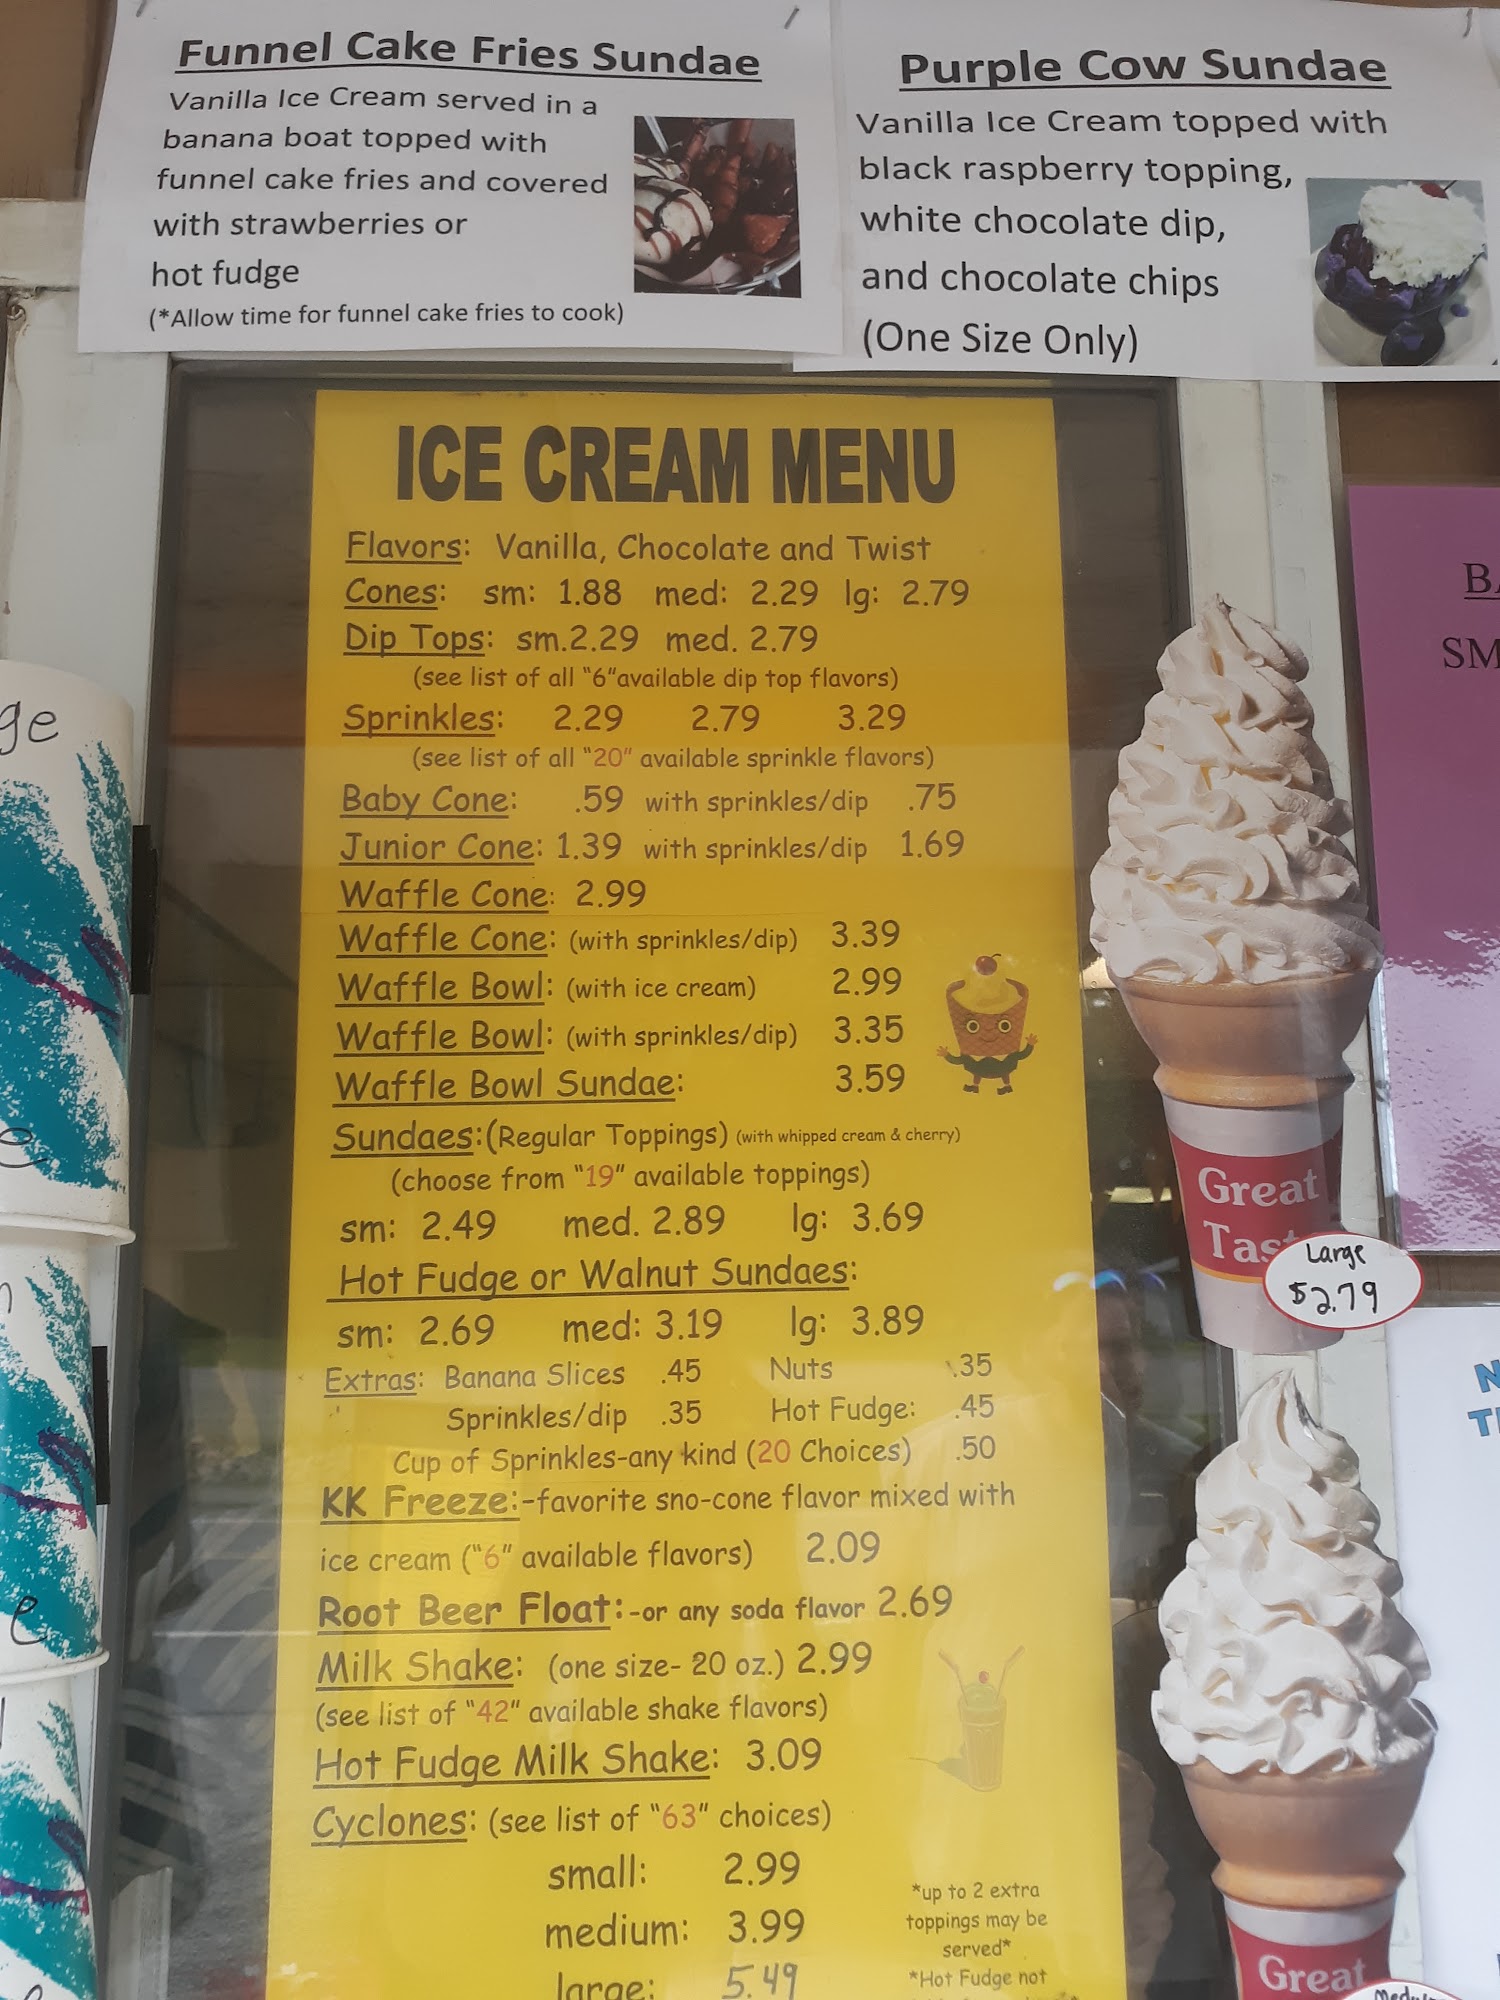 Funnel Cake Fries Sundae
Vanilla Ice Cream served in a
banana boat topped with
funnel cake fries and covered
with strawberries or
hot fudge
(*Allow time for funnel cake fries to cook)
Purple Cow Sundae
Vanilla Ice Cream topped with
black raspberry topping,
white chocolate dip,
and chocolate chips
(One Size Only)
ICE CREAM MENU
Flavors: Vanilla, Chocolate and Twist
Cones: sm: 1.88 med: 2.29 lg: 2.79
Dip Tops: sm.2.29 med. 2.79
(see list of all "6"available dip top flavors)
Sprinkles: 2.29 2.79 3.29
(see list of all "20" available sprinkle flavors)
Baby Cone: .59 with sprinkles/dip .75
Junior Cone: 1.39 with sprinkles/dip 1.69
Waffle Cone: 2.99
Waffle Cone: (with sprinkles/dip) 3.39
Waffle Bowl: (with ice cream) 2.99
Waffle Bowl: (with sprinkles/dip) 3.35
Waffle Bowl Sundae: 3.59
Sundaes:(Regular Toppings) (with whipped cream & cherry)
(choose from "19" available toppings)
sm: 2.49 med. 2.89 lg: 3.69
Hot Fudge or Walnut Sundaes:
sm: 2.69 med: 3.19 lg: 3.89
Extras: Banana Slices .45 Nuts .35
Sprinkles/dip .35 Hot Fudge: .45
Cup of Sprinkles-any kind (20 Choices) .50
KK Freeze:-favorite sno-cone flavor mixed with
ice cream ("6" available flavors) 2.09
Root Beer Float:-or any soda flavor 2.69
Milk Shake: (one size- 20 oz.) 2.99
(see list of "42" available shake flavors)
Hot Fudge Milk Shake: 3.09
Cyclones: (see list of "63" choices)
small: 2.99
medium: 3.99
large: 5.49
*up to 2 extra
toppings may be
served*
*Hot Fudge not
Great
Large
$2.79
Great
SM